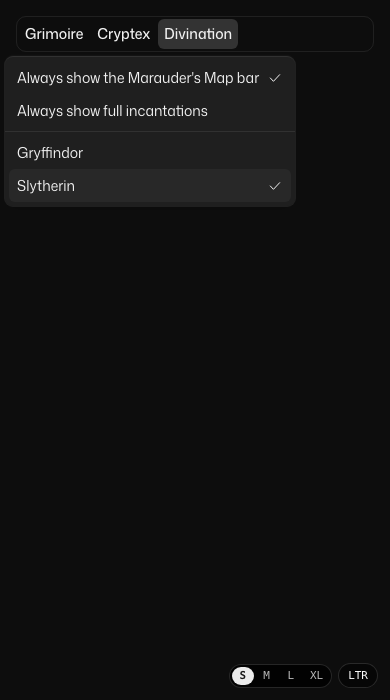 Grimoire Cryptex Divination
Always show the Marauder's Map bar
Always show full incantations
Gryffindor
Slytherin
S M L XL LTR